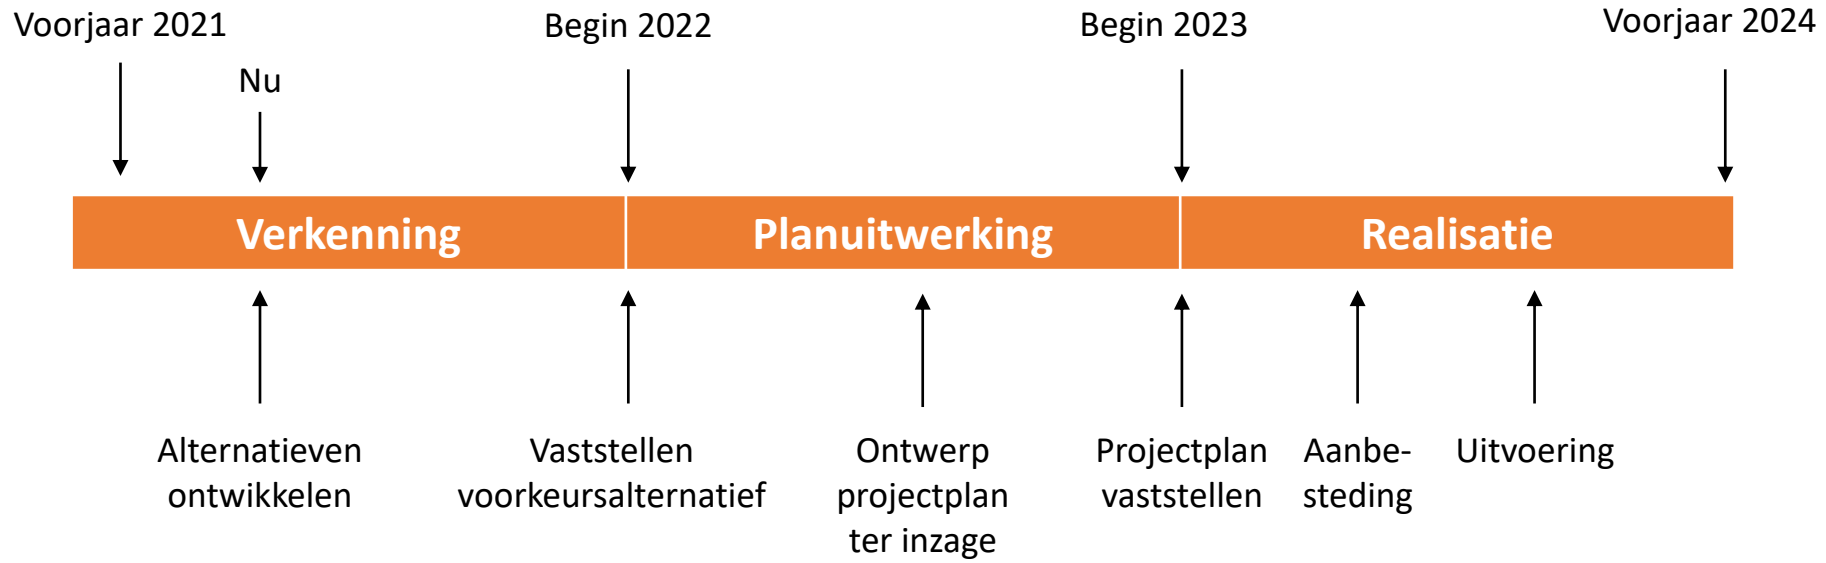 Voorjaar 2021
Begin 2022
Begin 2023
Voorjaar 2024
Nu
Verkenning
Planuitwerking
Realisatie
Alternatieven
ontwikkelen
Vaststellen
voorkeursalternatief
Ontwerp
projectplan
ter inzage
Projectplan
vaststellen
Aanbe-
steding
Uitvoering